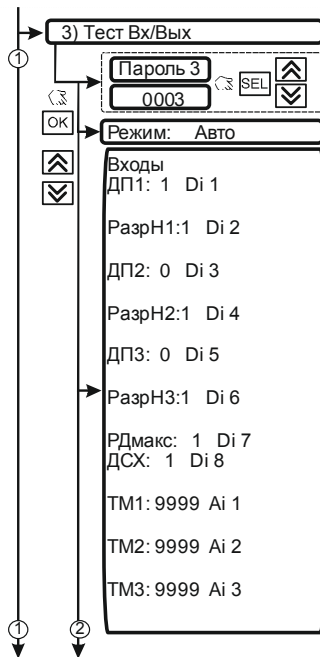 3) Тест Вх/Вых
1
Пароль 3
0003
SEL
OK
Режим: Авто
Входы
ДП1: 1 Di 1
РазрН1:1 Di 2
ДП2: 0 Di 3
РазрН2:1 Di 4
ДП3: 0 Di 5
РазрН3:1 Di 6
РДмакс: 1 Di 7
ДСХ: 1 Di 8
ТМ1: 9999 Ai 1
ТМ2: 9999 Ai 2
ТМ3: 9999 Ai 3
1 2